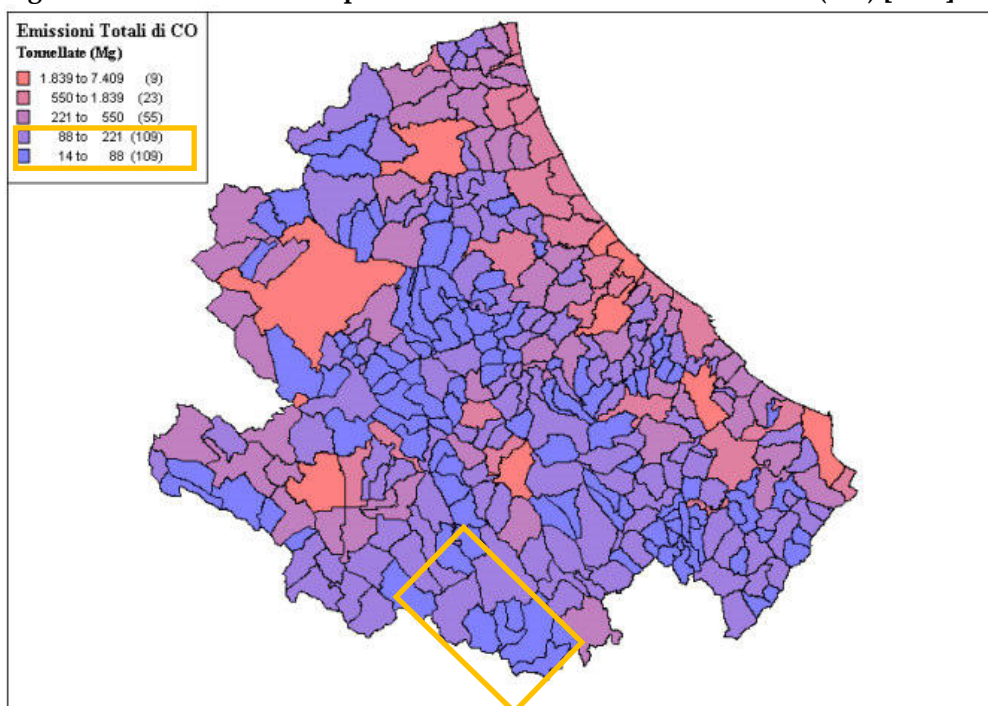 Emissioni Totali di CO
Tonnellate (Mg)
1.839 to 7.409 (9)
550 to 1.839 (23)
221 to 550 (55)
88 to 221 (109)
14 to 88 (109)